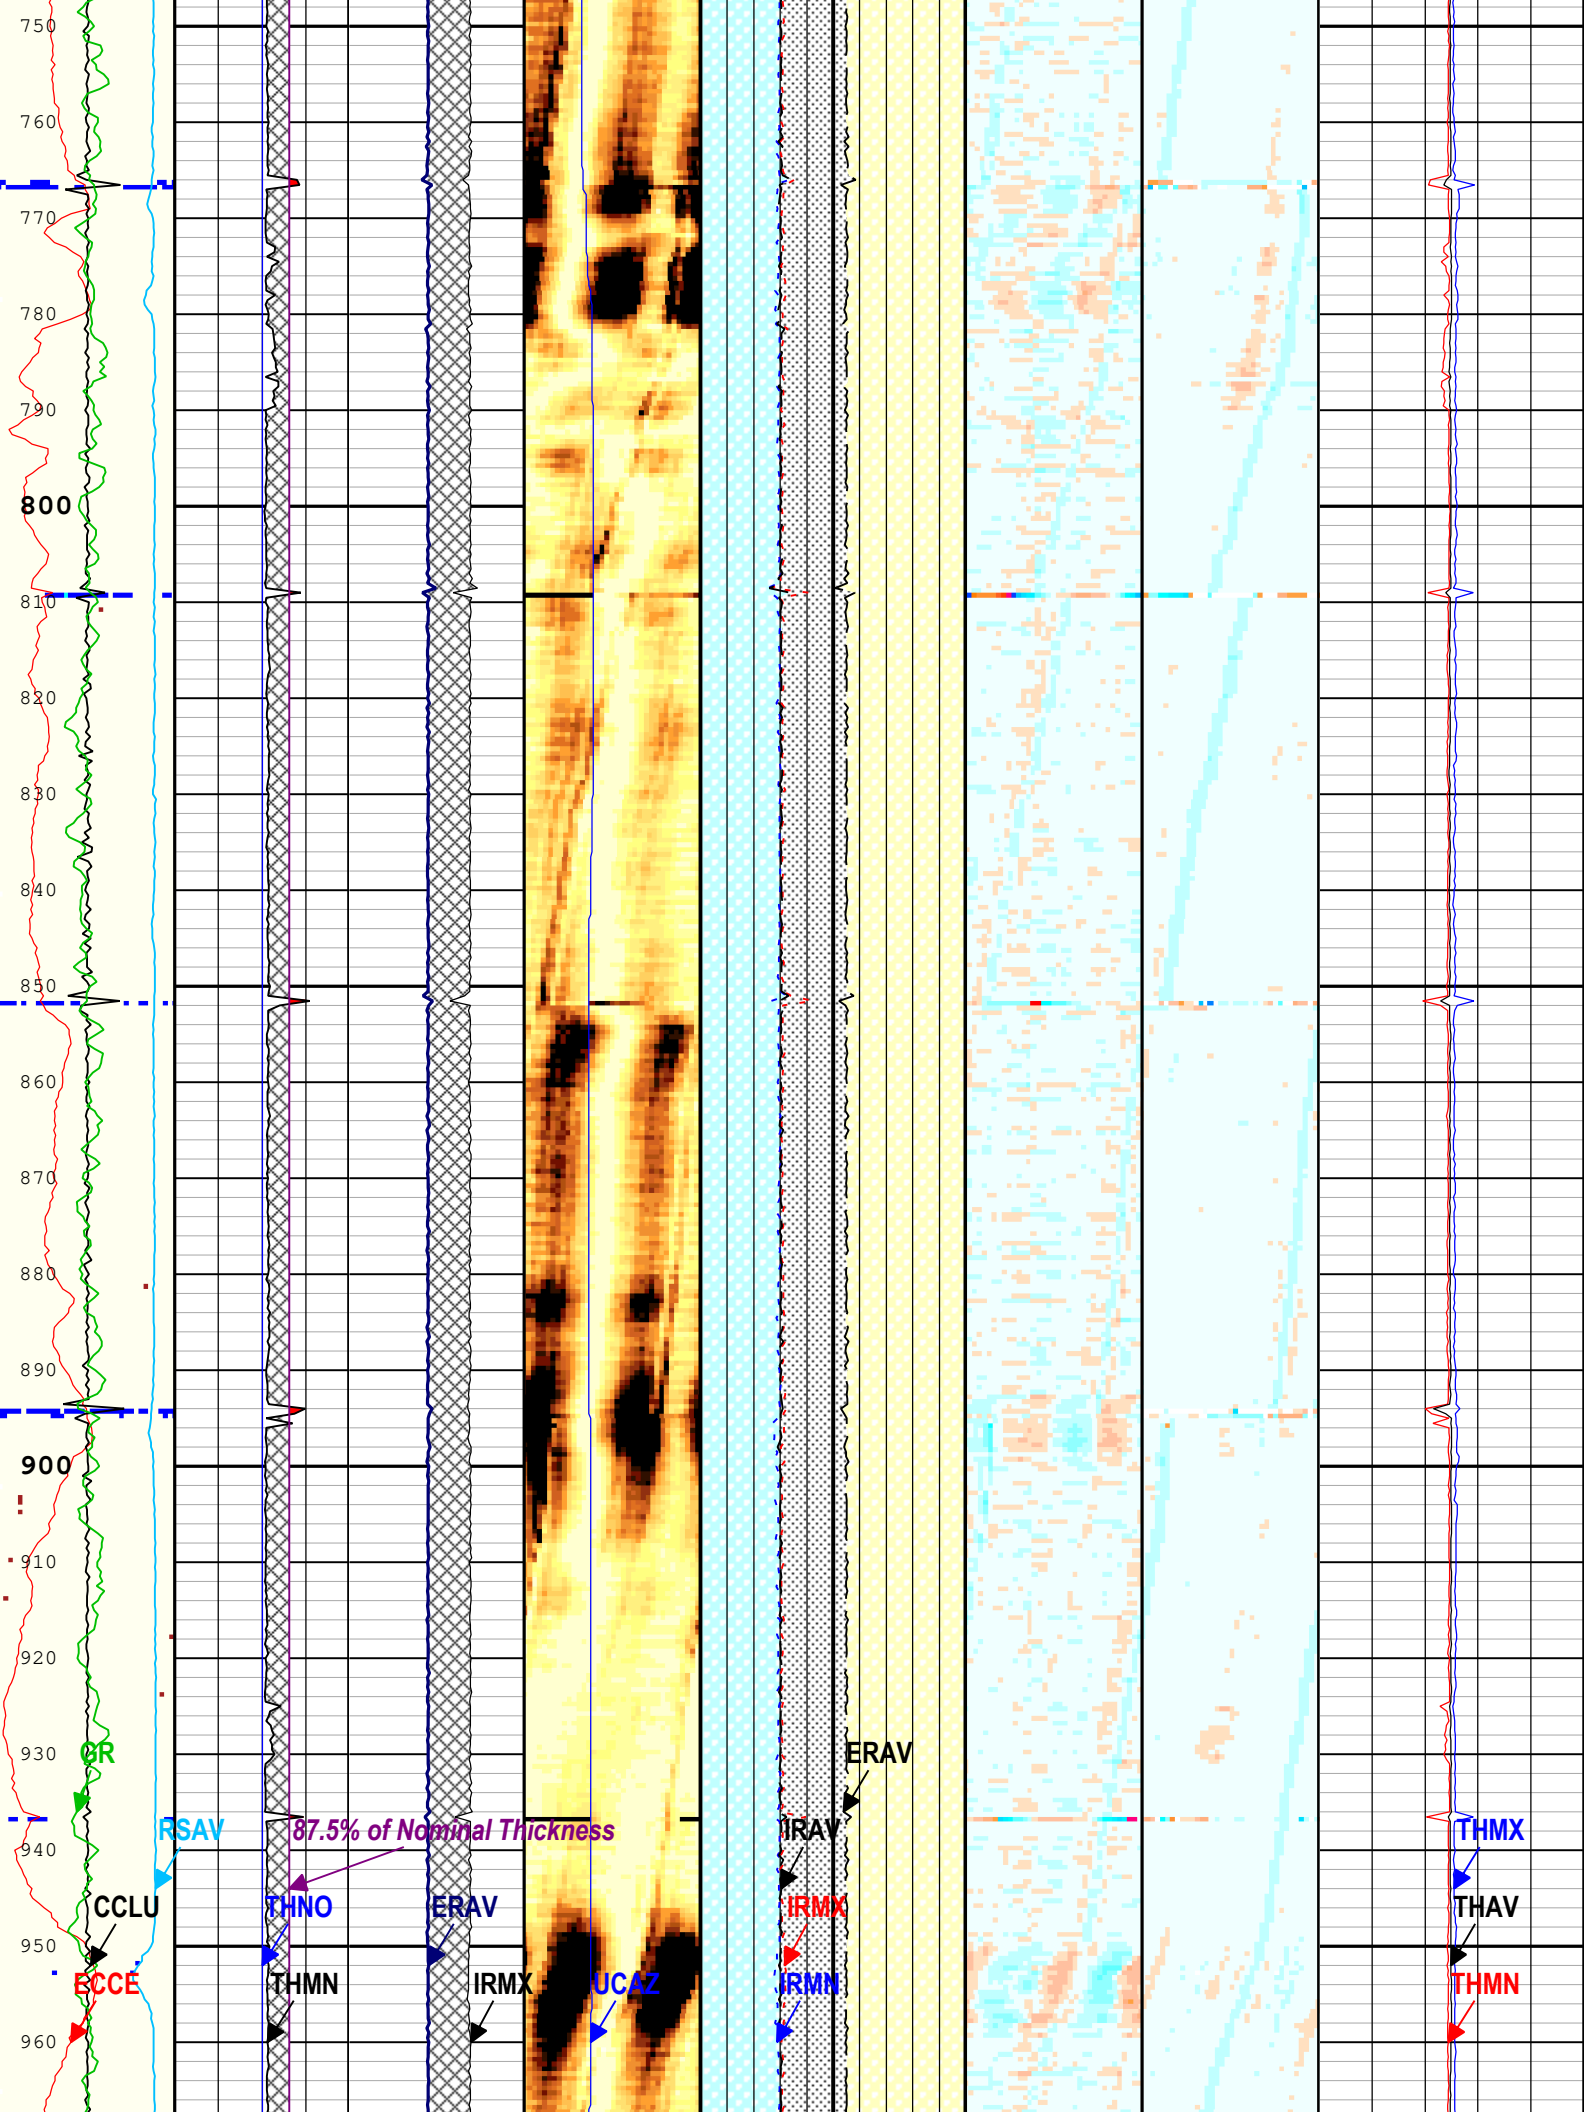 750
760
770
780
790
800
810
820
830
840
850
860
870
880
890
900
910
920
930
GR
ERAV
RSAV
87.5% of Nominal Thickness
IRAV
THMX
940
CCLU
THNO
ERAV
IRMX
THAV
950
ECCE
THMN
IRMX
UCAZ
IRMN
THMN
960